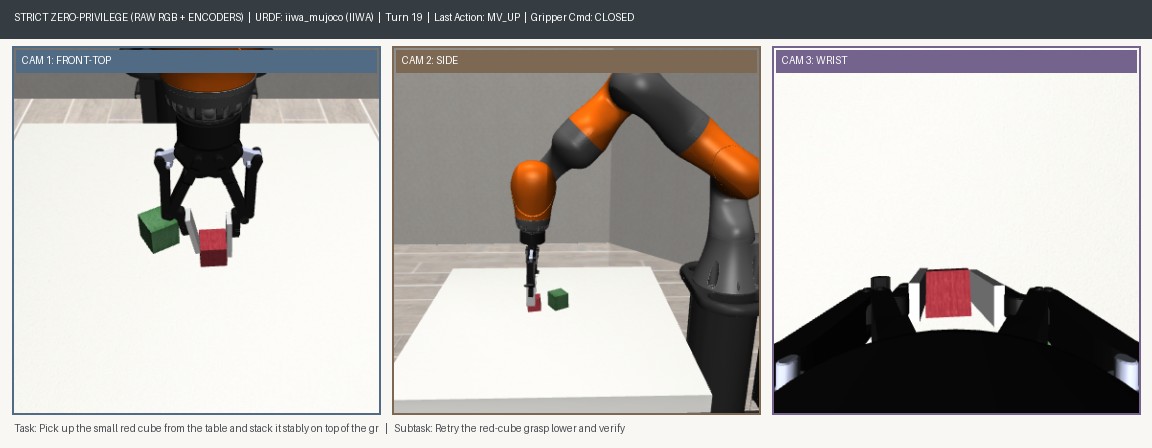 STRICT ZERO-PRIVILEGE (RAW RGB + ENCODERS) | URDF: iiwa_mujoco (IIWA) | Turn 19 | Last Action: MV_UP | Gripper Cmd: CLOSED
CAM 1: FRONT-TOP
CAM 2: SIDE
CAM 3: WRIST
Task: Pick up the small red cube from the table and stack it stably on top of the gr | Subtask: Retry the red-cube grasp lower and verify